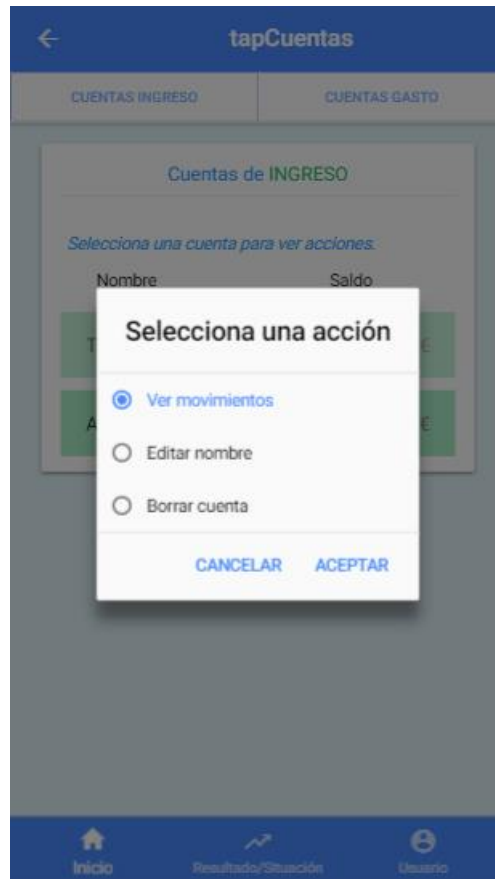 tapCuentas
CUENTAS INGRESO CUENTAS GASTO
Cuentas de INGRESO
Selecciona una cuenta para ver acciones.
Nombre Saldo
Selecciona una acción
Ver movimientos
Editar nombre
Borrar cuenta
CANCELAR ACEPTAR
Inicio Resultado/Situación Usuario